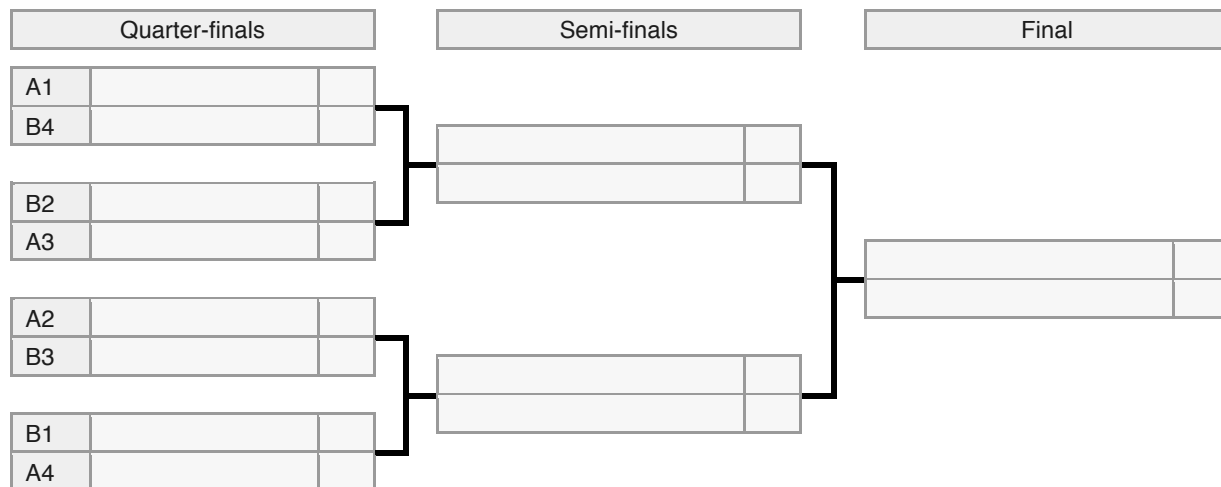 Quarter-finals
Semi-finals
Final
A1
B4
B2
A3
A2
B3
B1
A4